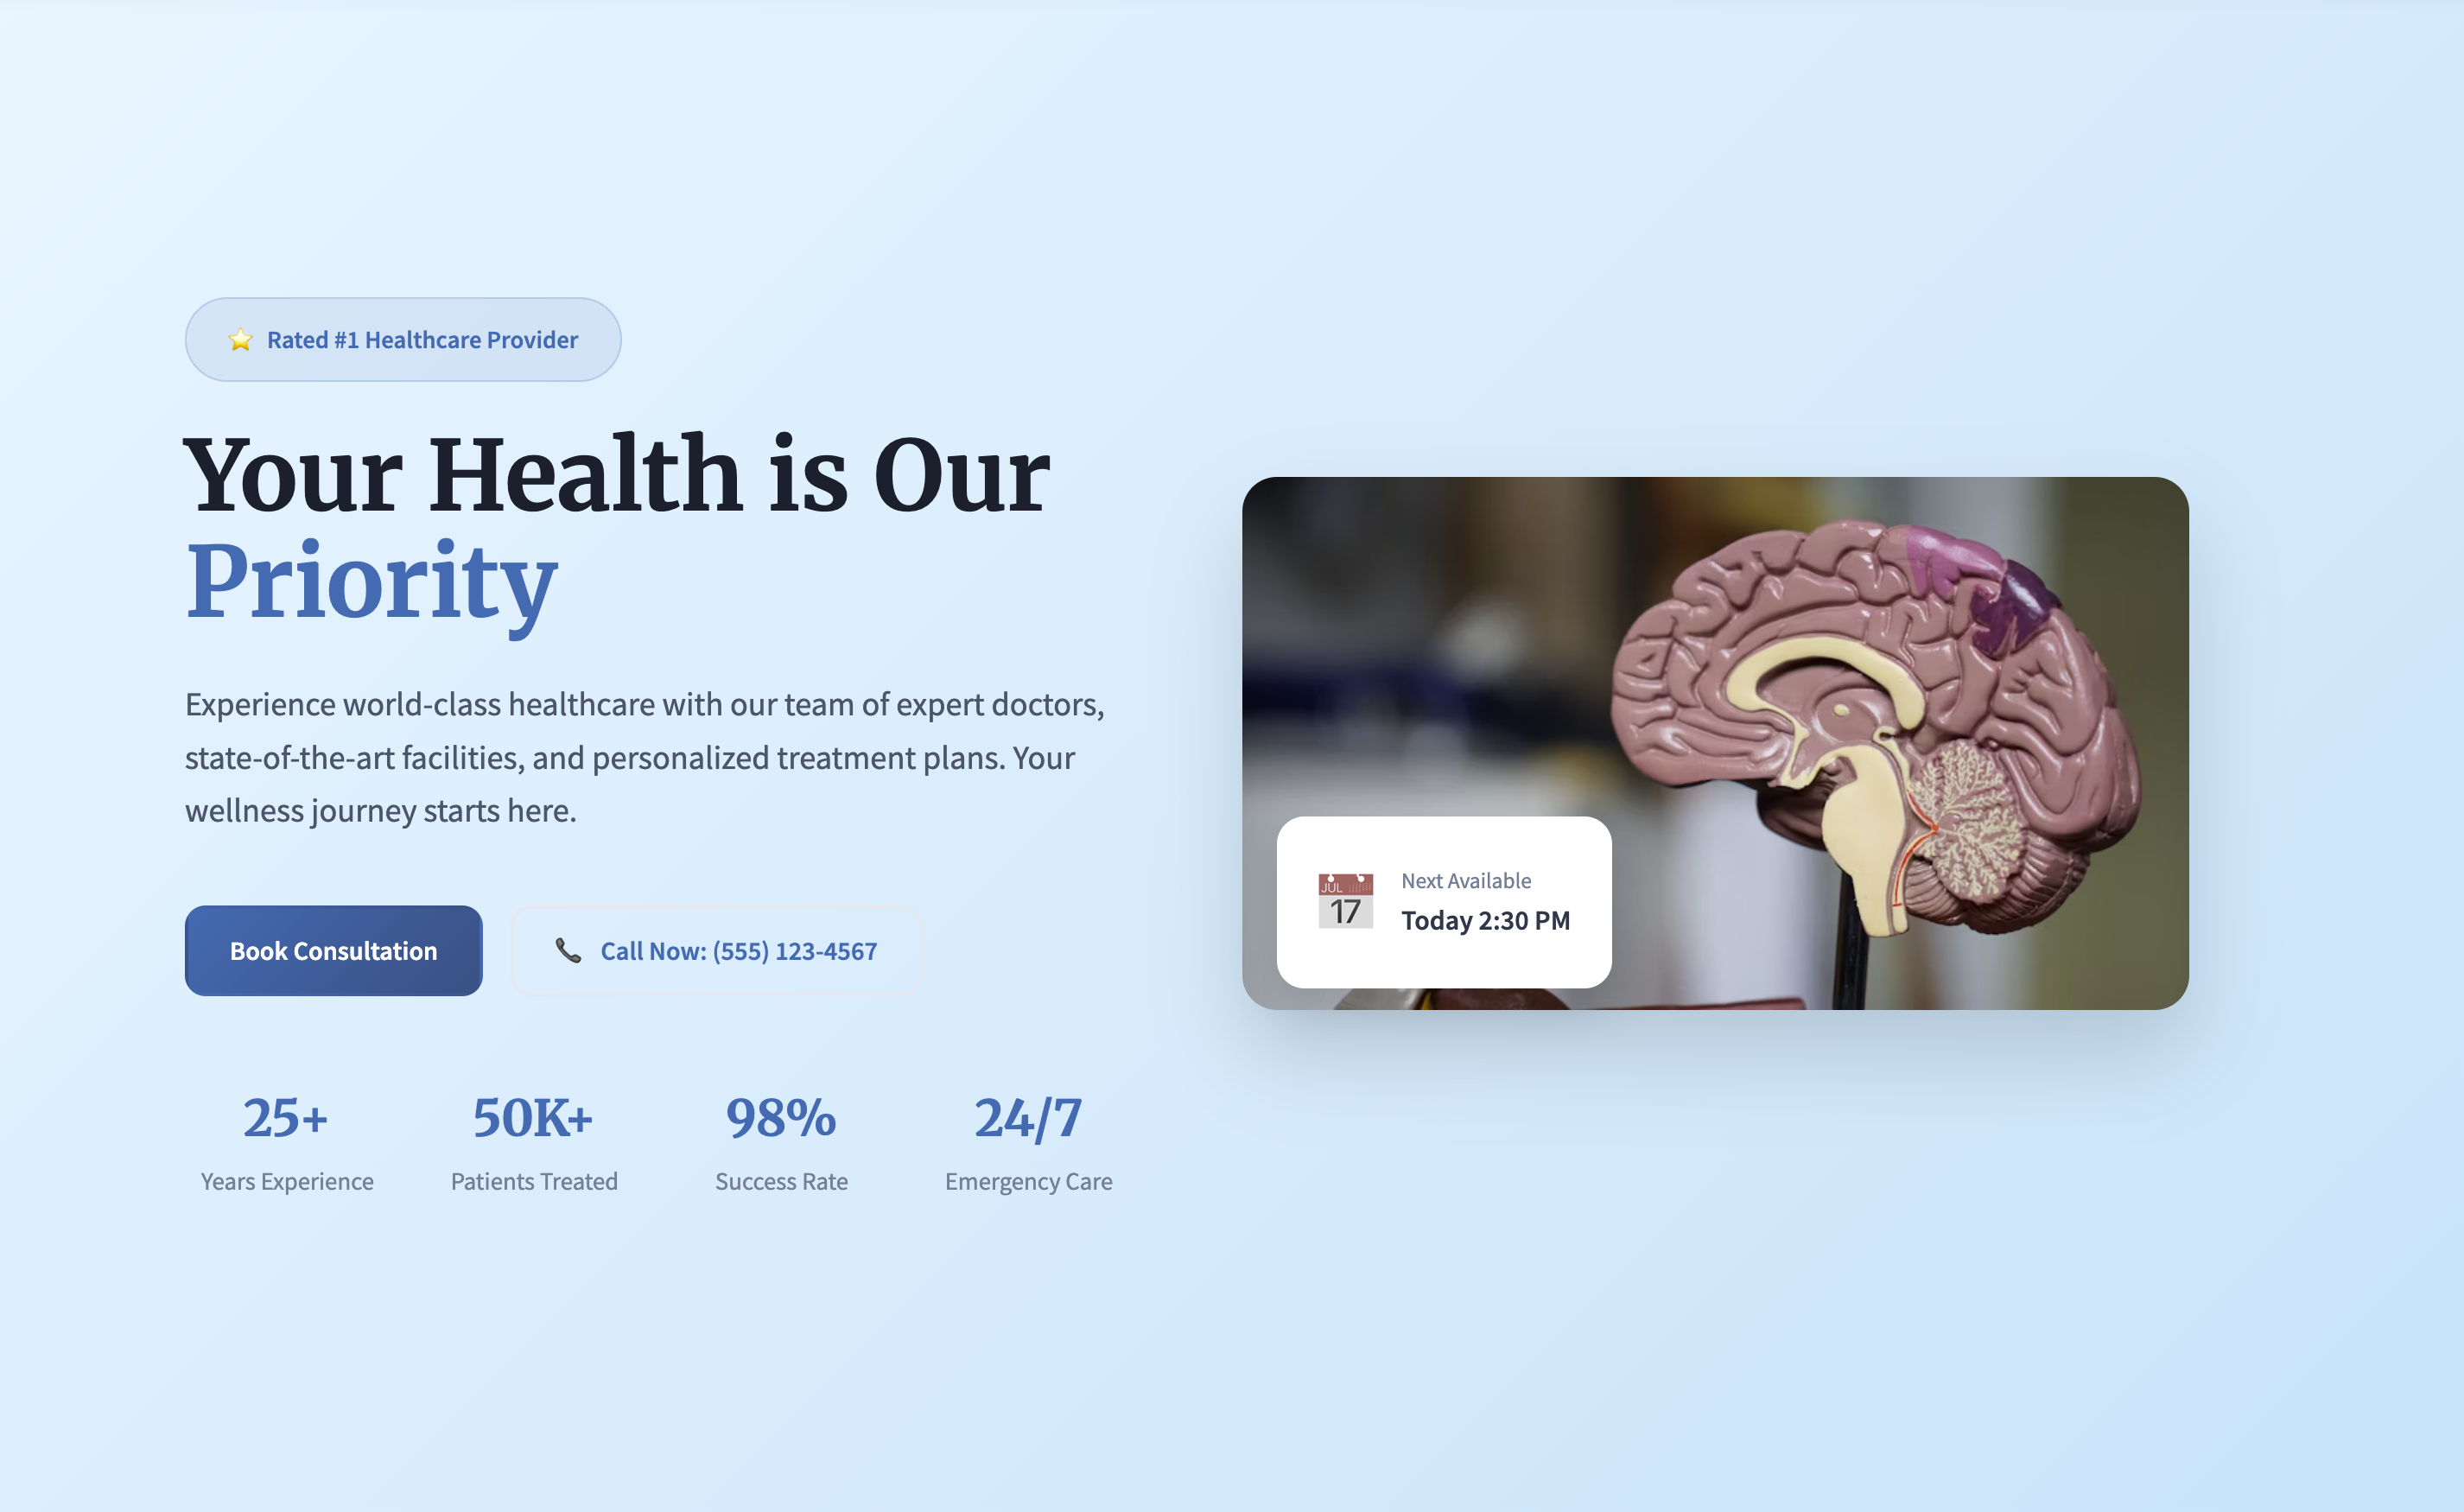 Rated #1 Healthcare Provider
Your Health is Our
Priority
Experience world-class healthcare with our team of expert doctors,
state-of-the-art facilities, and personalized treatment plans. Your
wellness journey starts here.
Book Consultation
Call Now: (555) 123-4567
25+
Years Experience
50K+
Patients Treated
98%
Success Rate
24/7
Emergency Care
JUL
17
Next Available
Today 2:30 PM